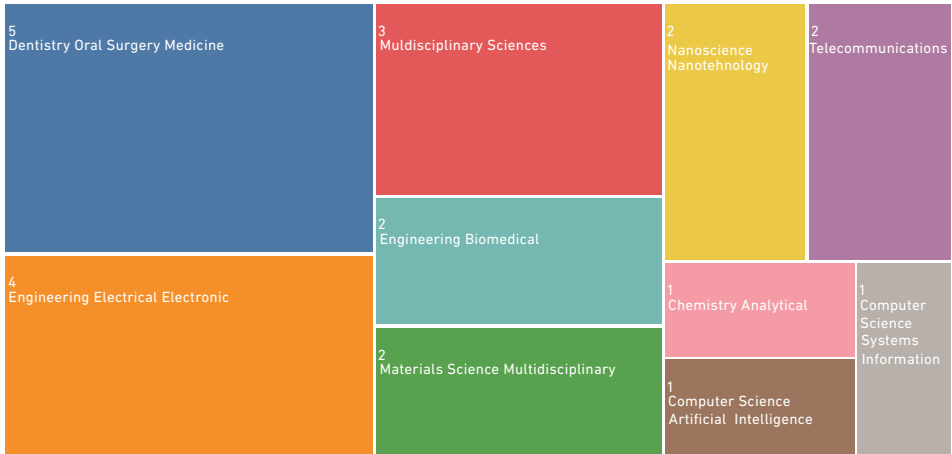 5
Dentistry Oral Surgery Medicine
4
Engineering Electrical Electronic
3
Muldisciplinary Sciences
2
Engineering Biomedical
2
Materials Science Multidisciplinary
2
Nanoscience
Nanotehnology
2
Telecommunications
1
Chemistry Analytical
1
Computer Science
Artificial Intelligence
1
Computer
Science
Systems
Information